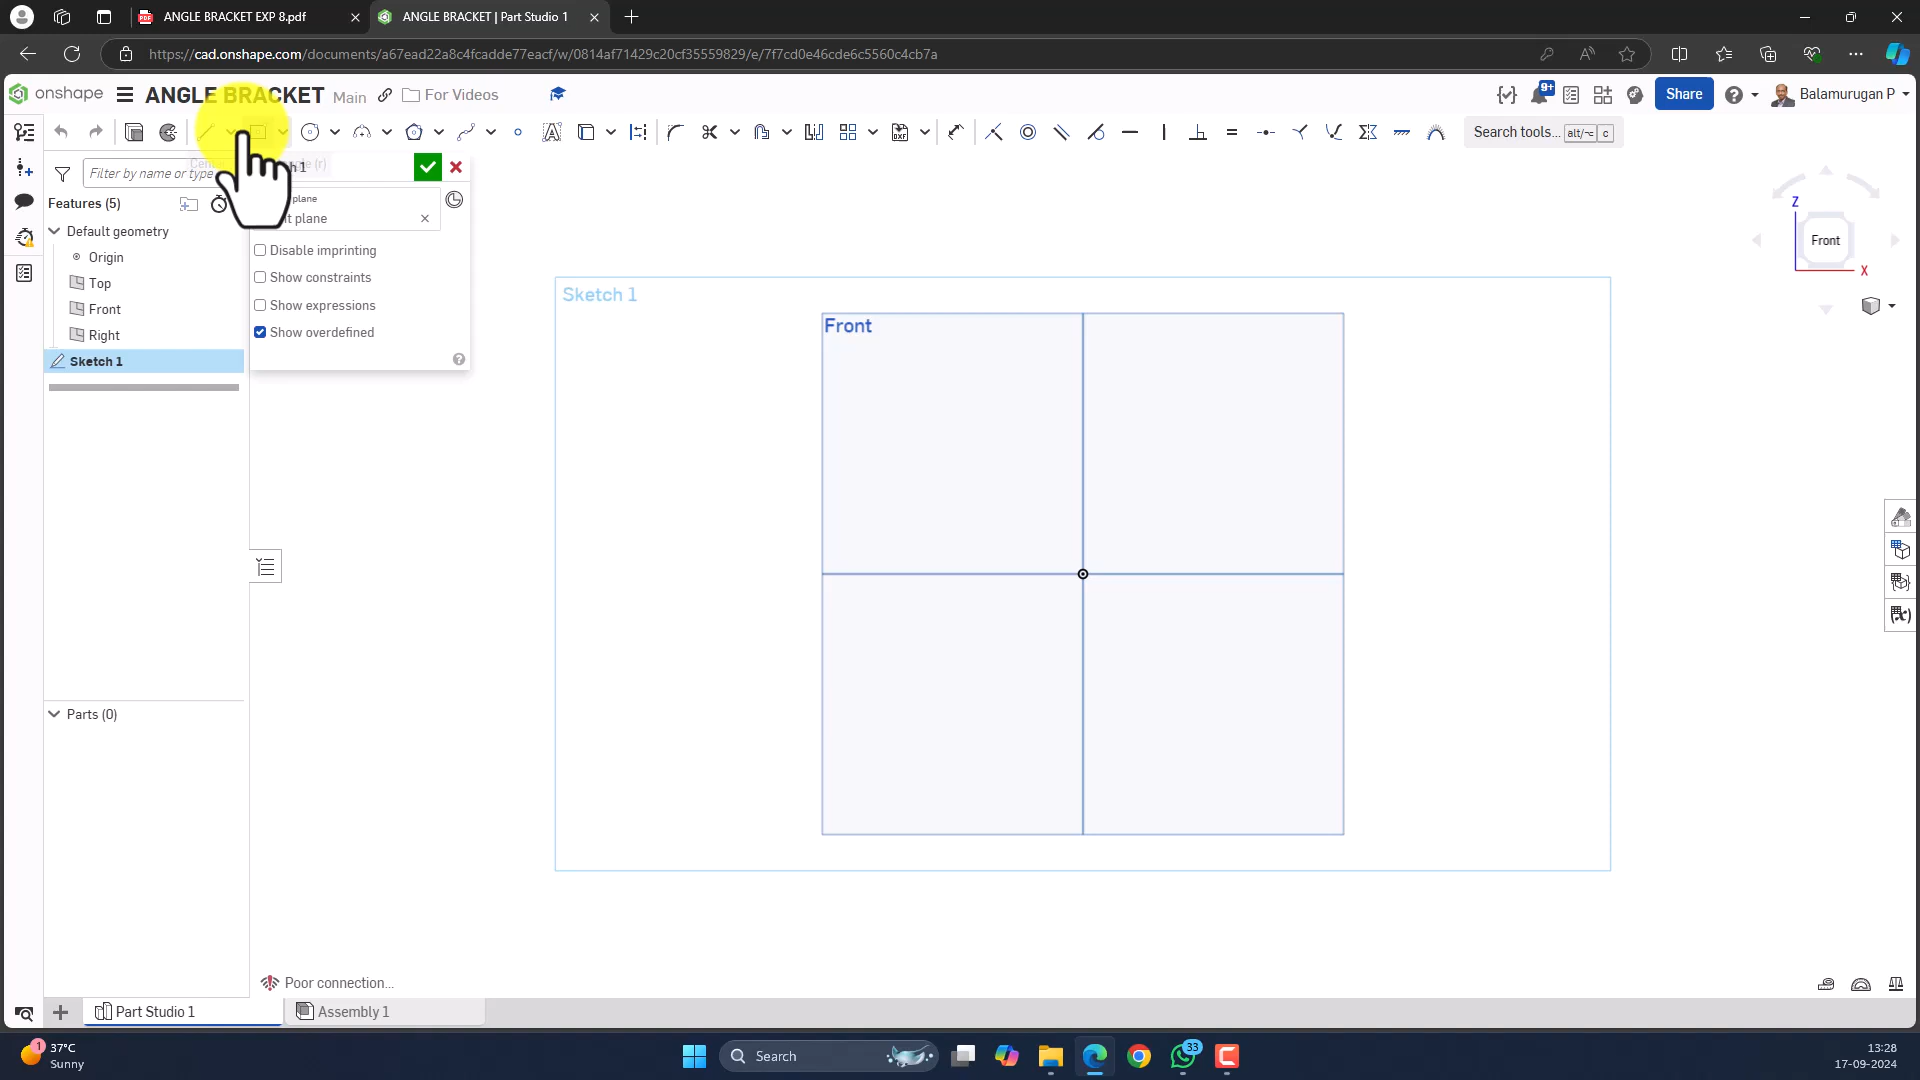 ANGLE BRACKET EXP 8.pdf
ANGLE BRACKET | Part Studio 1
https://cad.onshape.com/documents/a67ead22a8c4fcadde77eacf/w/0814af71429c20cf35559829/e/7f7cd0e46cde6c5560c4cb7a
onshape
ANGLE BRACKET
Main
For Videos
9+
Share
Balamurugan P
Search tools... alt/⌥ c
Filter by name or type
Features (5)
Default geometry
Origin
Top
Front
Right
Sketch 1
plane
plane
Disable imprinting
Show constraints
Show expressions
Show overdefined
Sketch 1
Front
Z
Front
X
Parts (0)
Poor connection...
Part Studio 1
Assembly 1
1
37°C
Sunny
Search
33
13:28
17-09-2024